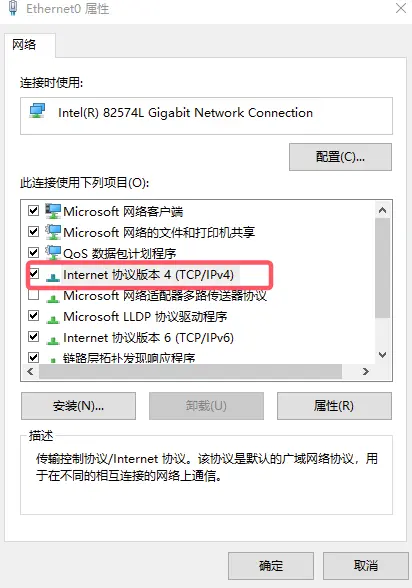 Ethernet0 属性
网络
连接时使用:
Intel(R) 82574L Gigabit Network Connection
配置(C)...
此连接使用下列项目(O):
Microsoft 网络客户端
Microsoft 网络的文件和打印机共享
QoS 数据包计划程序
Internet 协议版本 4 (TCP/IPv4)
Microsoft 网络适配器多路传送器协议
Microsoft LLDP 协议驱动程序
Internet 协议版本 6 (TCP/IPv6)
链路层拓扑发现响应程序
安装(N)...
卸载(U)
属性(R)
描述
传输控制协议/Internet 协议。该协议是默认的广域网络协议，用
于在不同的相互连接的网络上通信。
确定
取消